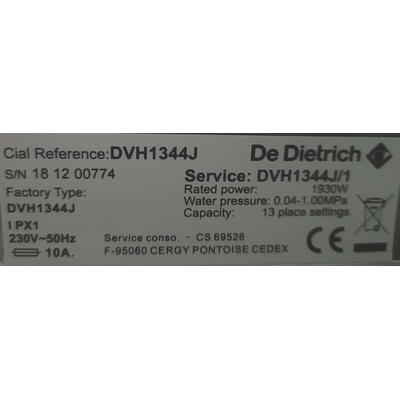 Cial Reference: DVH1344J De Dietrich
S/N 18 12 00774 Service: DVH1344J/1
Factory Type: Rated power: 1930W
DVH1344J Water pressure: 0.04-1.00MPa
I PX1 Capacity: 13 place settings
230V~50Hz Service conso. - CS 69526 CE
10A. F-95060 CERGY PONTOISE CEDEX